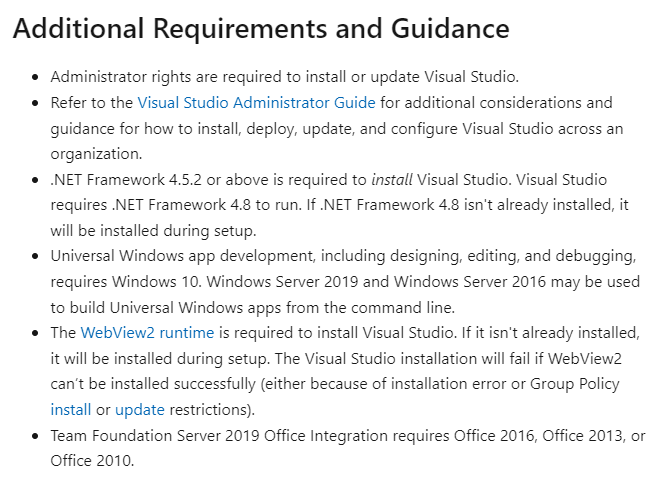 Additional Requirements and Guidance
• Administrator rights are required to install or update Visual Studio.
• Refer to the Visual Studio Administrator Guide for additional considerations and
guidance for how to install, deploy, update, and configure Visual Studio across an
organization.
• .NET Framework 4.5.2 or above is required to install Visual Studio. Visual Studio
requires .NET Framework 4.8 to run. If .NET Framework 4.8 isn't already installed, it
will be installed during setup.
• Universal Windows app development, including designing, editing, and debugging,
requires Windows 10. Windows Server 2019 and Windows Server 2016 may be used
to build Universal Windows apps from the command line.
• The WebView2 runtime is required to install Visual Studio. If it isn't already installed,
it will be installed during setup. The Visual Studio installation will fail if WebView2
can't be installed successfully (either because of installation error or Group Policy
install or update restrictions).
• Team Foundation Server 2019 Office Integration requires Office 2016, Office 2013, or
Office 2010.